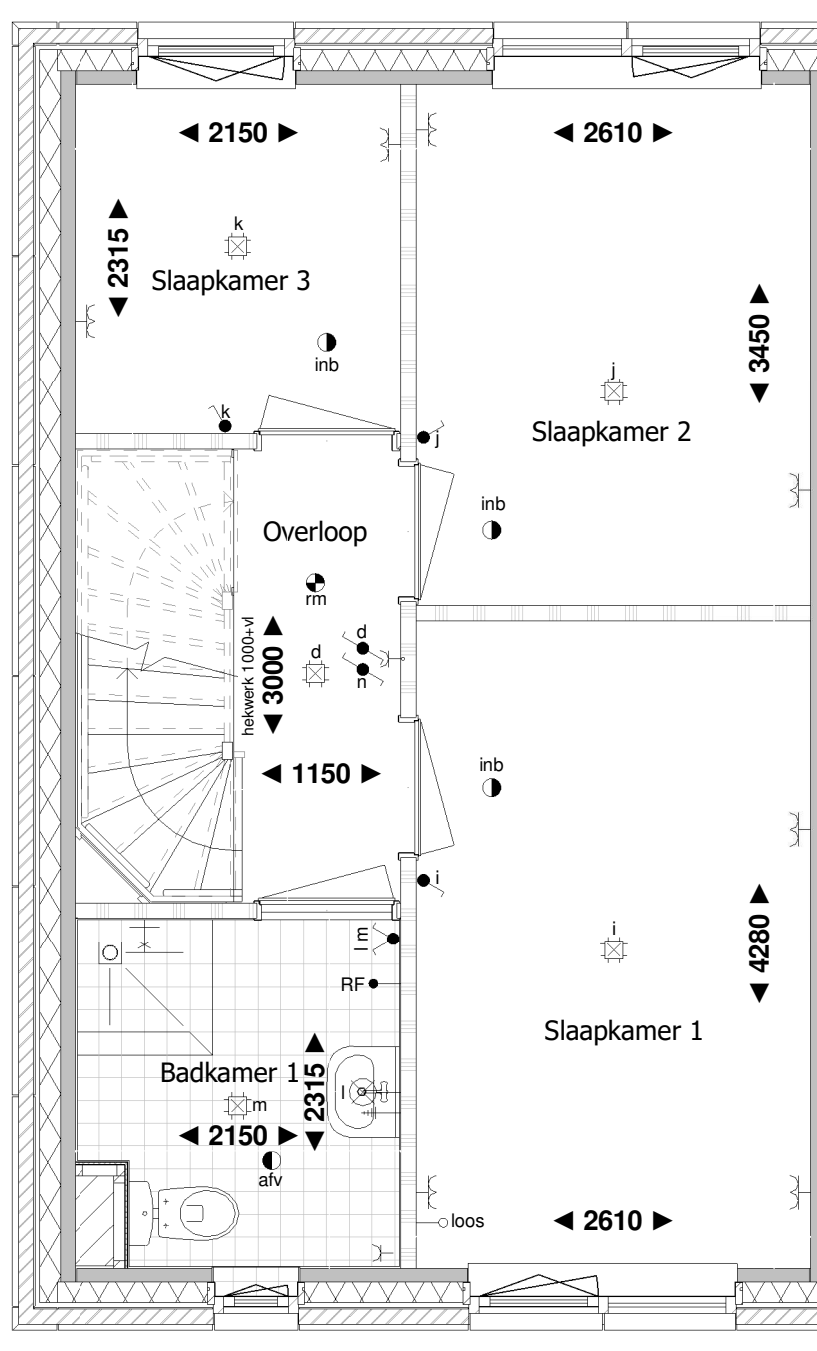 2150
2610
k
2315
Slaapkamer 3
inb
3450
j
k
j
Slaapkamer 2
inb
Overloop
rm
hekwerk 1000+vl
3000
d
d
n
1150
inb
i
i
l m
4280
RF
Slaapkamer 1
Badkamer 1
2315
l
m
2150
afv
loos
2610